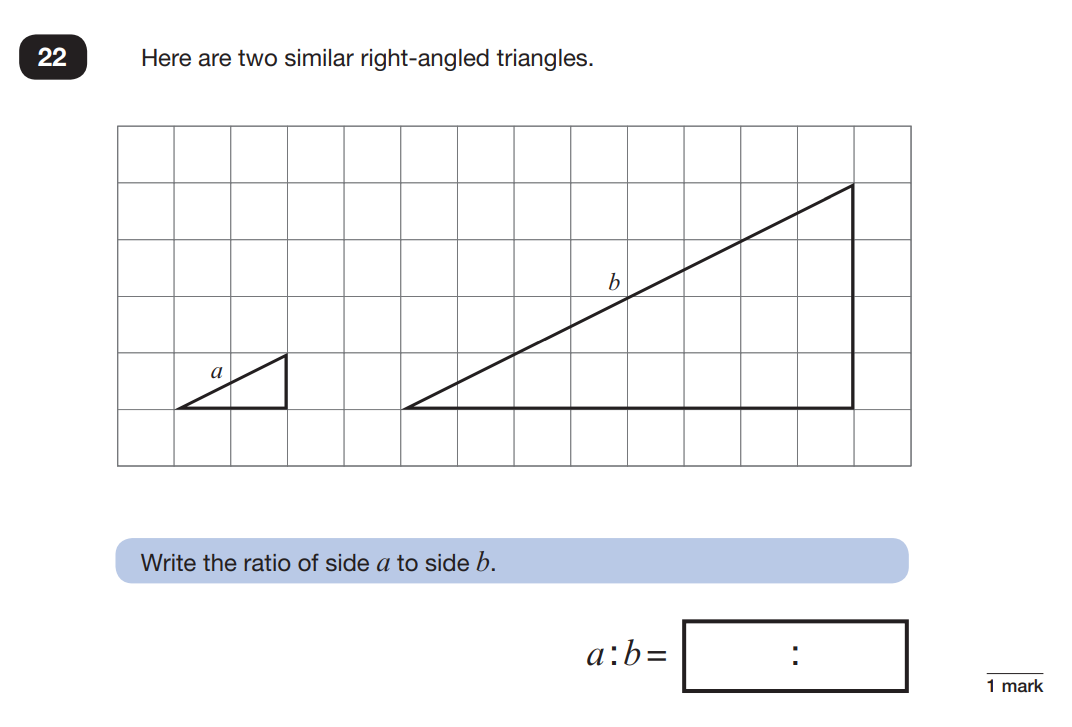 22
Here are two similar right-angled triangles.
b
a
Write the ratio of side a to side b.
a:b= :
1 mark